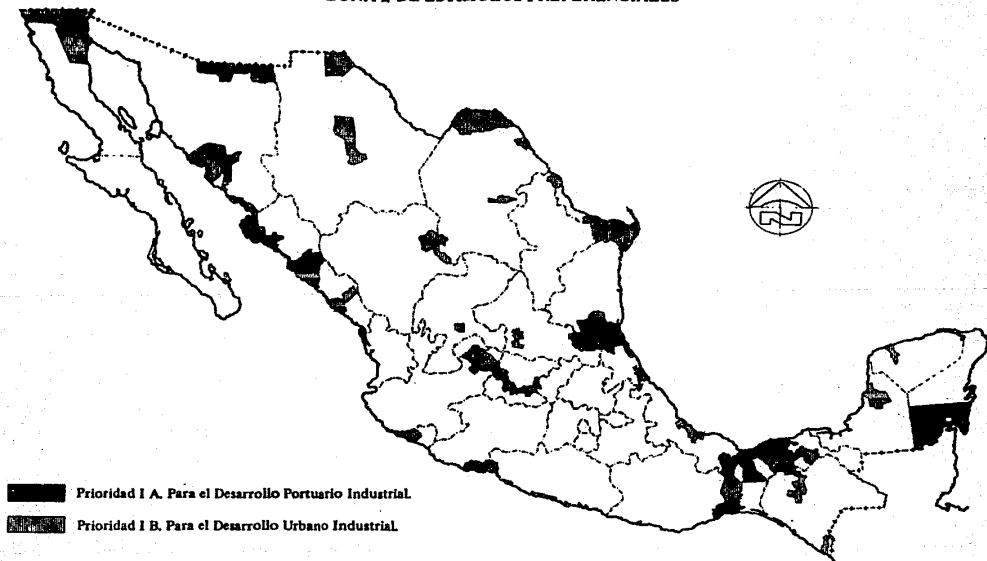 Prioridad I A. Para el Desarrollo Portuario Industrial.
Prioridad I B. Para el Desarrollo Urbano Industrial.